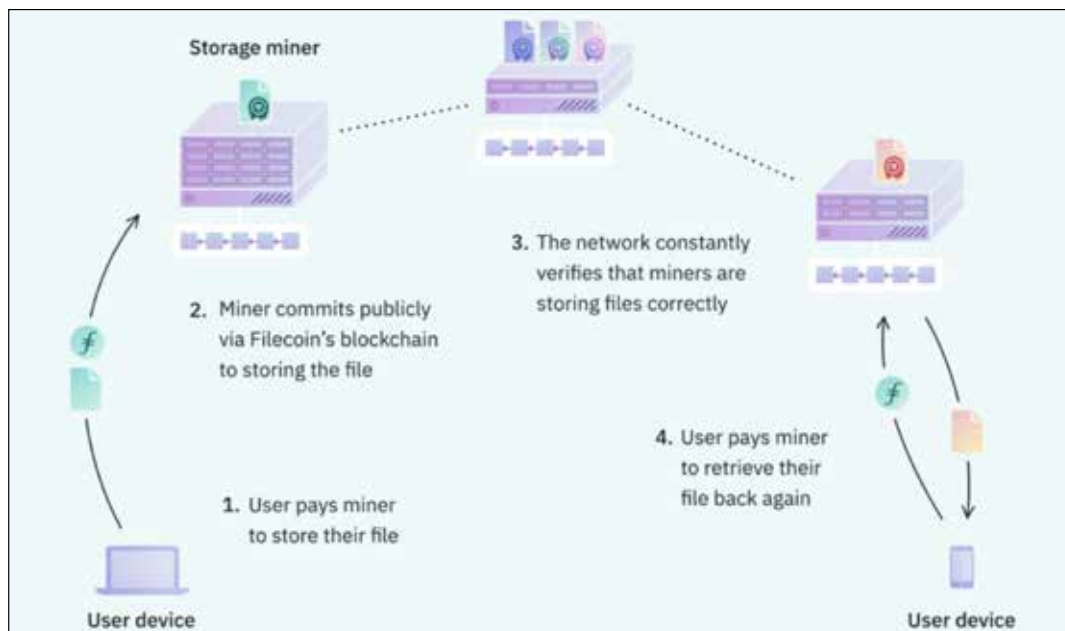 Storage miner
3. The network constantly
verifies that miners are
storing files correctly
2. Miner commits publicly
via Filecoin's blockchain
to storing the file
4. User pays miner
to retrieve their
file back again
1. User pays miner
to store their file
User device
User device